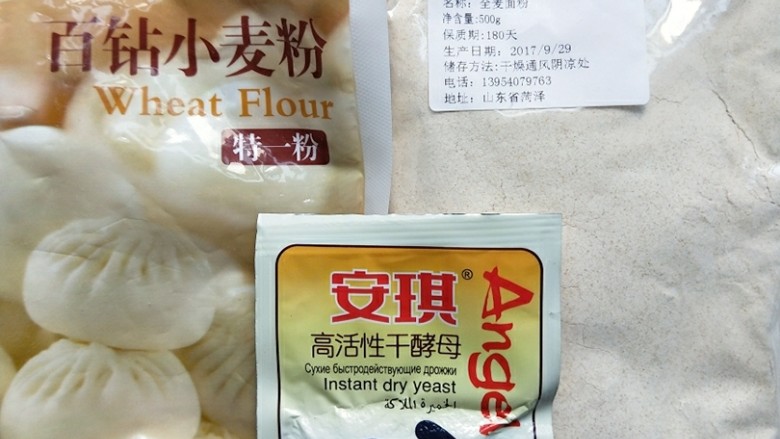 百钻小麦粉
Wheat Flour
特一粉
名称：全麦面粉
净含量:500g
保质期:180天
生产日期：2017/9/29
储存方法:干燥通风阴凉处
电话：13954079763
地址：山东省菏泽
安琪®
Angel
高活性干酵母
Сухие быстродействующие дрожжи
Instant dry yeast
الخميرة الملاكة